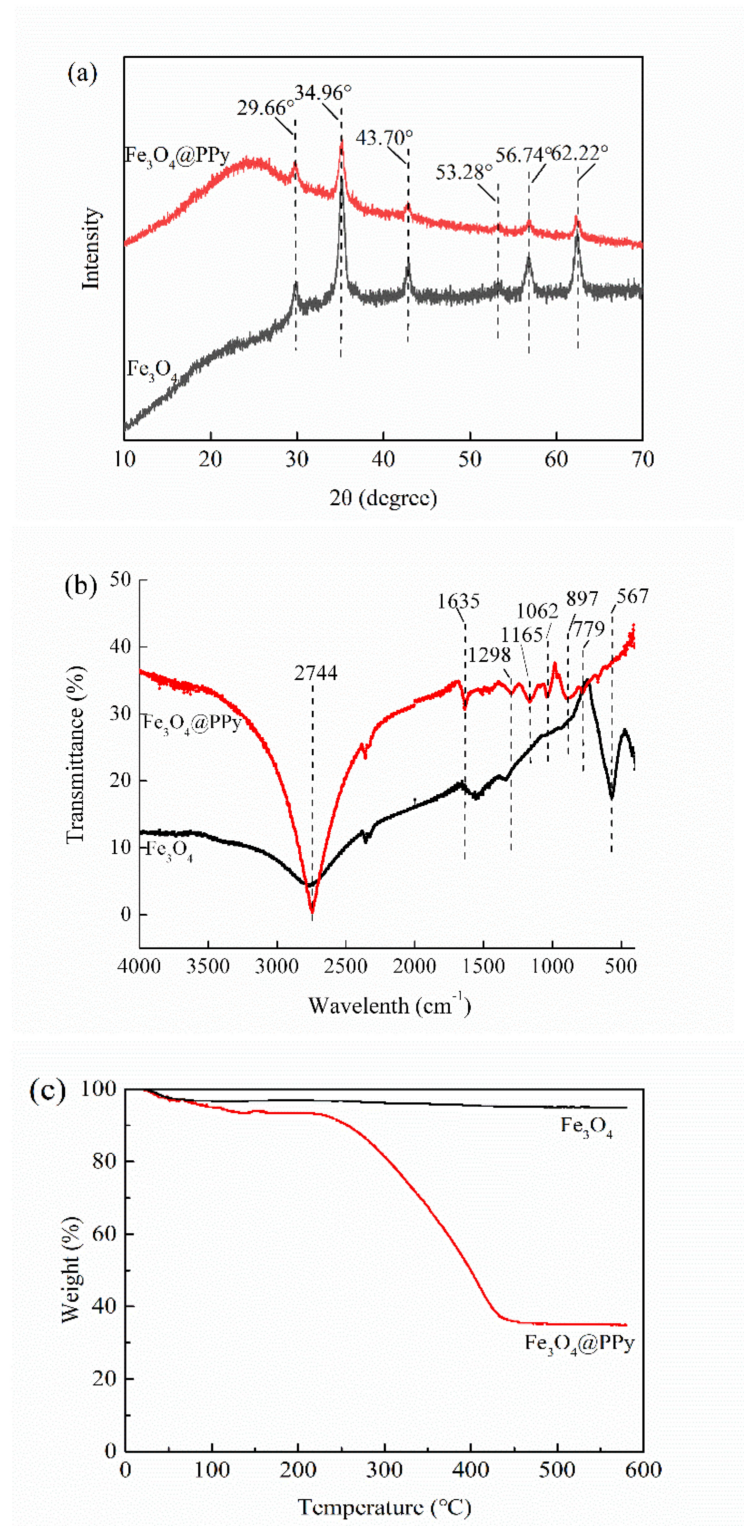 (a)
34.96°
29.66°
43.70°
53.28°
56.74°
62.22°
Fe₃O₄@PPy
Fe₃O₄
Intensity
10 20 30 40 50 60 70
2θ (degree)
(b)
50
40
30
20
10
0
Transmittance (%)
2744
1635
1298
1165
1062
897
779
567
Fe₃O₄@PPy
Fe₃O₄
4000 3500 3000 2500 2000 1500 1000 500
Wavelenth (cm⁻¹)
(c)
100
80
60
40
20
0
Weight (%)
Fe₃O₄
Fe₃O₄@PPy
0 100 200 300 400 500 600
Temperature (℃)